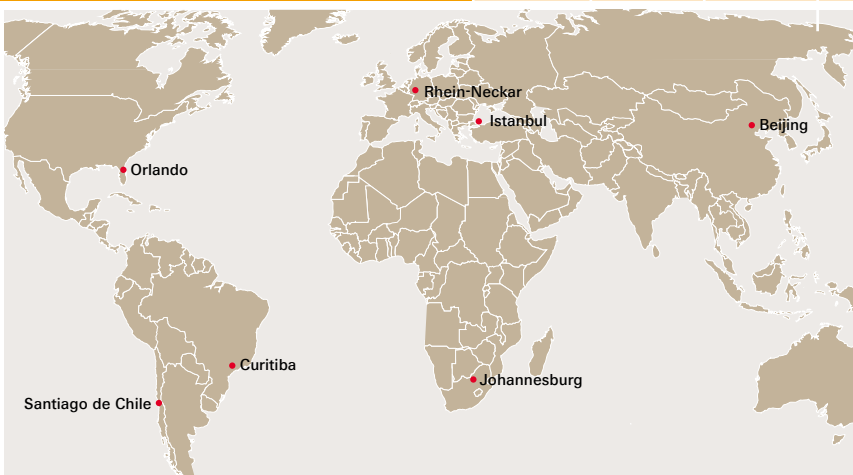 Rhein-Neckar
Istanbul
Beijing
Orlando
Curitiba
Johannesburg
Santiago de Chile